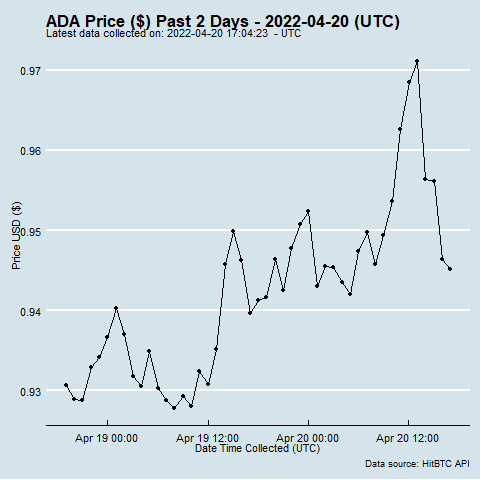 ADA Price ($) Past 2 Days - 2022-04-20 (UTC)
Latest data collected on: 2022-04-20 17:04:23 - UTC
0.97
0.96
0.95
0.94
0.93
Price USD ($)
Apr 19 00:00 Apr 19 12:00 Apr 20 00:00 Apr 20 12:00
Date Time Collected (UTC)
Data source: HitBTC API